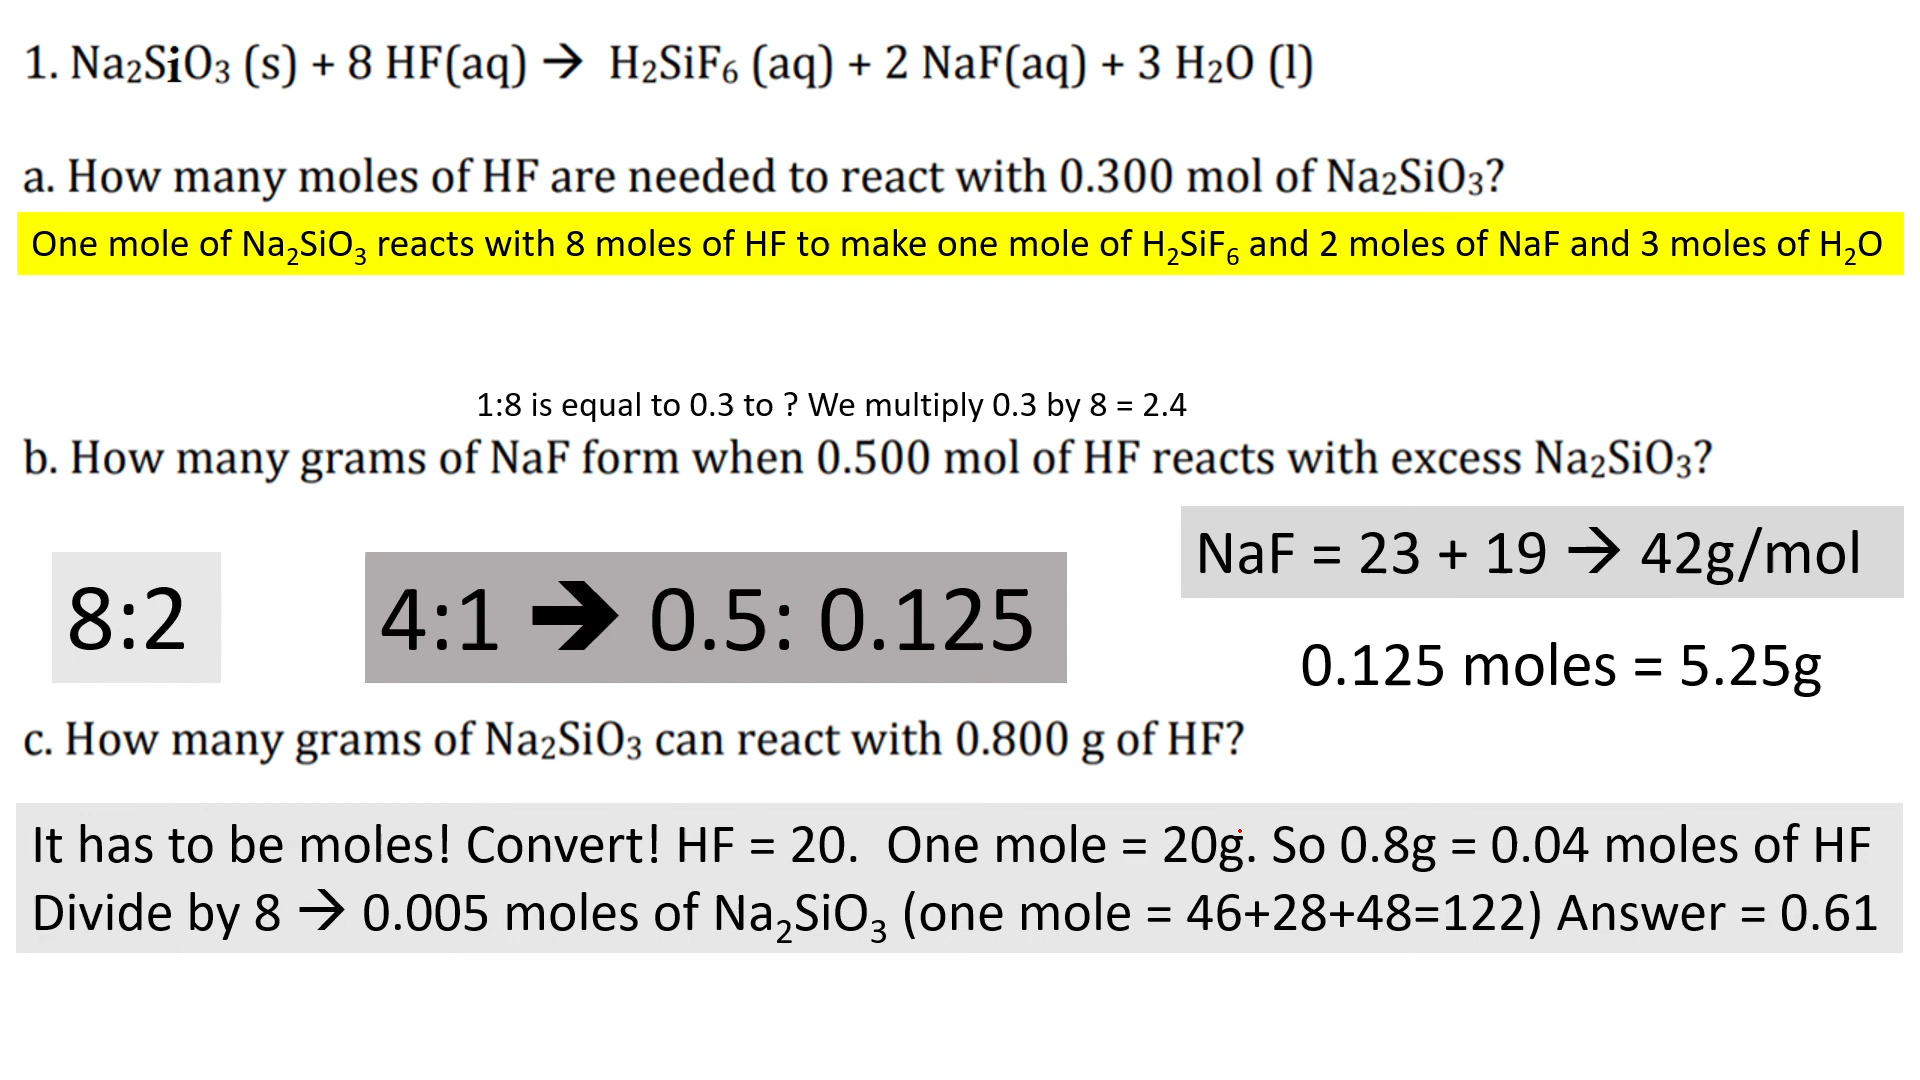 1. Na₂SiO₃ (s) + 8 HF(aq) → H₂SiF₆ (aq) + 2 NaF(aq) + 3 H₂O (l)
a. How many moles of HF are needed to react with 0.300 mol of Na₂SiO₃?
One mole of Na₂SiO₃ reacts with 8 moles of HF to make one mole of H₂SiF₆ and 2 moles of NaF and 3 moles of H₂O
1:8 is equal to 0.3 to ? We multiply 0.3 by 8 = 2.4
b. How many grams of NaF form when 0.500 mol of HF reacts with excess Na₂SiO₃?
NaF = 23 + 19 → 42g/mol
8:2
4:1 → 0.5: 0.125
0.125 moles = 5.25g
c. How many grams of Na₂SiO₃ can react with 0.800 g of HF?
It has to be moles! Convert! HF = 20. One mole = 20g. So 0.8g = 0.04 moles of HF
Divide by 8 → 0.005 moles of Na₂SiO₃ (one mole = 46+28+48=122) Answer = 0.61